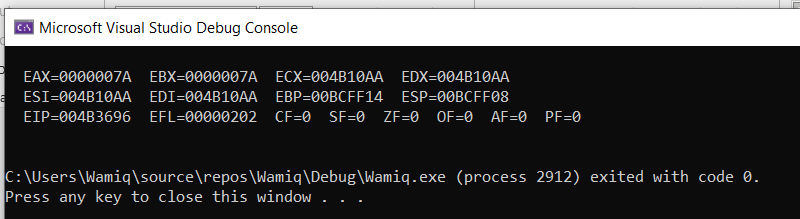 Microsoft Visual Studio Debug Console
EAX=0000007A  EBX=0000007A  ECX=004B10AA  EDX=004B10AA
ESI=004B10AA  EDI=004B10AA  EBP=00BCFF14  ESP=00BCFF08
EIP=004B3696  EFL=00000202  CF=0  SF=0  ZF=0  OF=0  AF=0  PF=0
C:\Users\Wamiq\source\repos\Wamiq\Debug\Wamiq.exe (process 2912) exited with code 0.
Press any key to close this window . . .